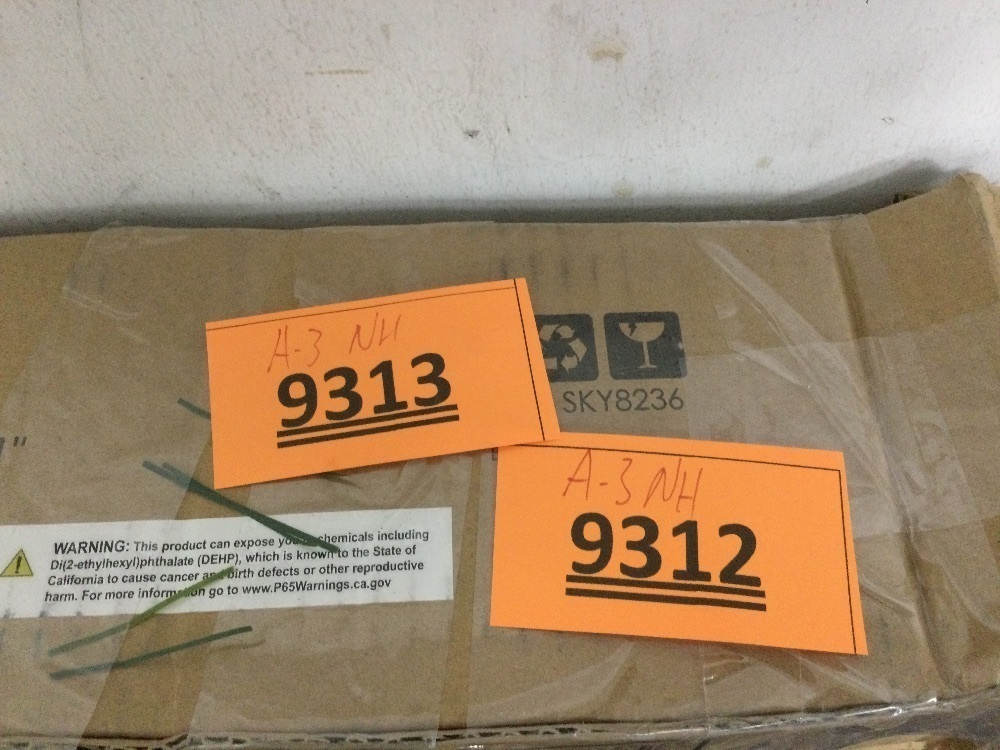 A-3 NH
9313
SKY8236
A-3 NH
9312
"
WARNING: This product can expose you to chemicals including
Di(2-ethylhexyl)phthalate (DEHP), which is known to the State of
California to cause cancer and birth defects or other reproductive
harm. For more information go to www.P65Warnings.ca.gov